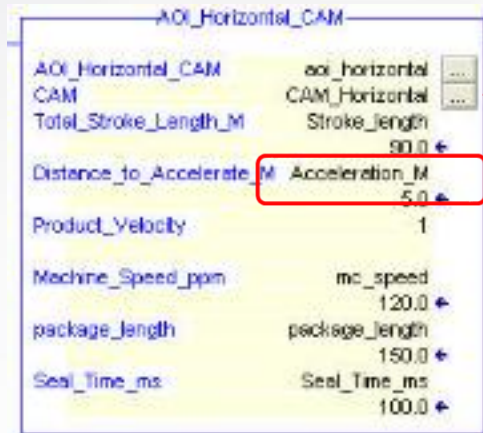 AOI_Horizontal_CAM
AOI_Horizontal_CAM aoi_horizontal ...
CAM CAM_Horizontal ...
Total_Stroke_Length_M Stroke_length
90.0
Distance_to_Accelerate_M Acceleration_M
5.0
Product_Velocity 1
Machine_Speed_ppm mc_speed
120.0
package_length package_length
150.0
Seal_Time_ms Seal_Time_ms
100.0